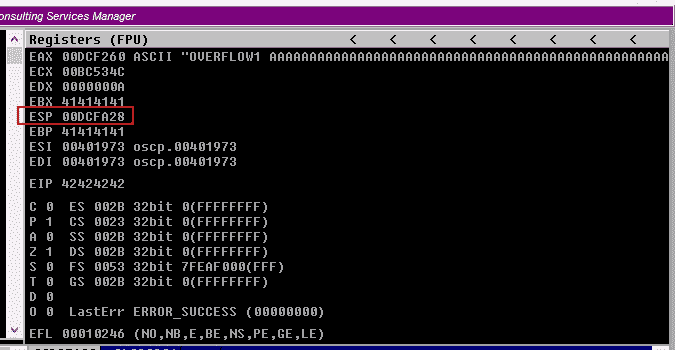 onsulting Services Manager
Registers (FPU) < < < < < < < <
EAX 00DCF260 ASCII "OVERFLOW1 AAAAAAAAAAAAAAAAAAAAAAAAAAAAAAAAAAAAAAAAAAAAAAAAAA
ECX 00BC534C
EDX 0000000A
EBX 41414141
ESP 00DCFA28
EBP 41414141
ESI 00401973 oscp.00401973
EDI 00401973 oscp.00401973
EIP 42424242
C 0 ES 002B 32bit 0(FFFFFFFF)
P 1 CS 0023 32bit 0(FFFFFFFF)
A 0 SS 002B 32bit 0(FFFFFFFF)
Z 1 DS 002B 32bit 0(FFFFFFFF)
S 0 FS 0053 32bit 7FEAF000(FFF)
T 0 GS 002B 32bit 0(FFFFFFFF)
D 0
O 0 LastErr ERROR_SUCCESS (00000000)
EFL 00010246 (NO,NB,E,BE,NS,PE,GE,LE)